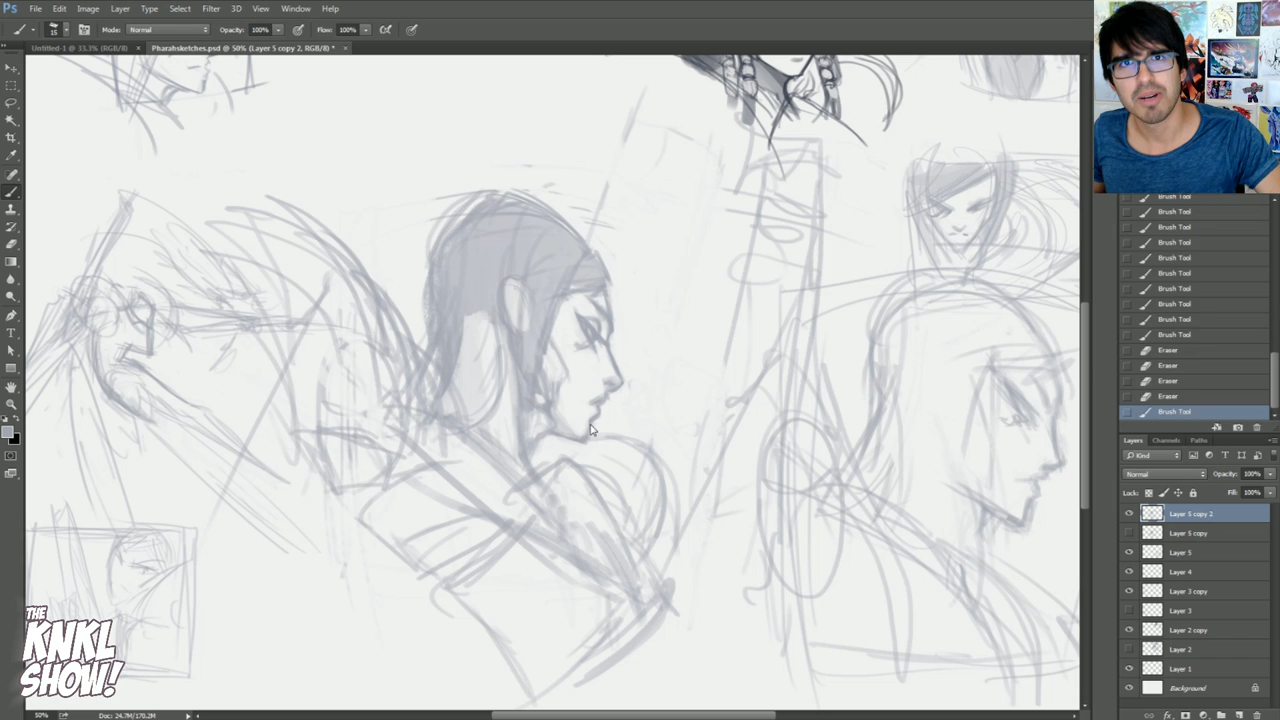 Ps File Edit Image Layer Type Select Filter 3D View Window Help
15 Mode: Normal Opacity: 100% Flow: 100%
Untitled-1 @ 33.3% (RGB/8) × Pharahsketches.psd @ 50% (Layer 5 copy 2, RGB/8) * ×
Brush Tool
Brush Tool
Brush Tool
Brush Tool
Brush Tool
Brush Tool
Brush Tool
Brush Tool
Brush Tool
Brush Tool
Eraser
Eraser
Eraser
Eraser
Brush Tool
Layers Channels Paths
Kind
Normal Opacity: 100%
Lock: Fill: 100%
Layer 5 copy 2
Layer 5 copy
Layer 5
Layer 4
Layer 3 copy
Layer 3
Layer 2 copy
Layer 2
Layer 1
Background
THE
KNKL
SHOW!
50% Doc: 24.7M/170.2M